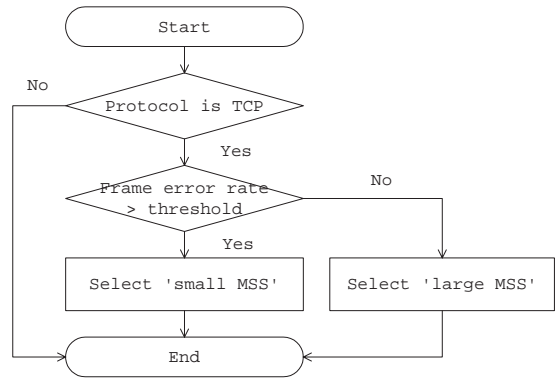 Start
No
Protocol is TCP
Yes
Frame error rate
> threshold
No
Yes
Select 'small MSS'
Select 'large MSS'
End